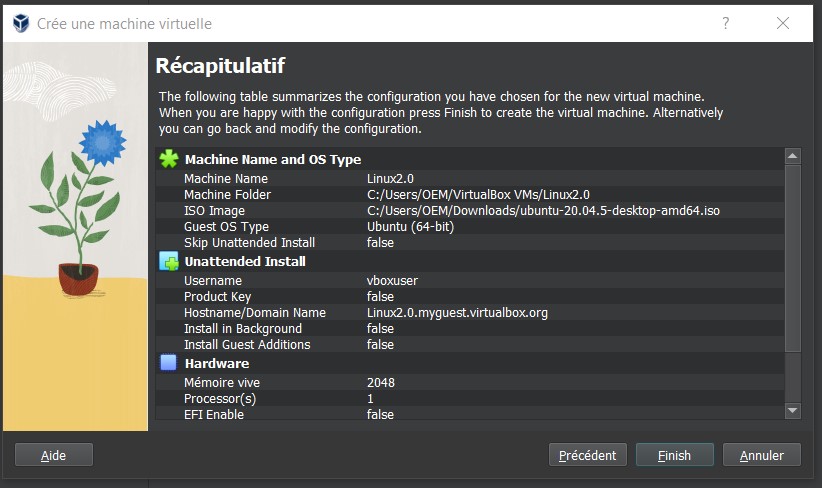 Crée une machine virtuelle
?
Récapitulatif
The following table summarizes the configuration you have chosen for the new virtual machine.
When you are happy with the configuration press Finish to create the virtual machine. Alternatively
you can go back and modify the configuration.
Machine Name and OS Type
Machine Name Linux2.0
Machine Folder C:/Users/OEM/VirtualBox VMs/Linux2.0
ISO Image C:/Users/OEM/Downloads/ubuntu-20.04.5-desktop-amd64.iso
Guest OS Type Ubuntu (64-bit)
Skip Unattended Install false
Unattended Install
Username vboxuser
Product Key false
Hostname/Domain Name Linux2.0.myguest.virtualbox.org
Install in Background false
Install Guest Additions false
Hardware
Mémoire vive 2048
Processor(s) 1
EFI Enable false
Aide Précédent Finish Annuler